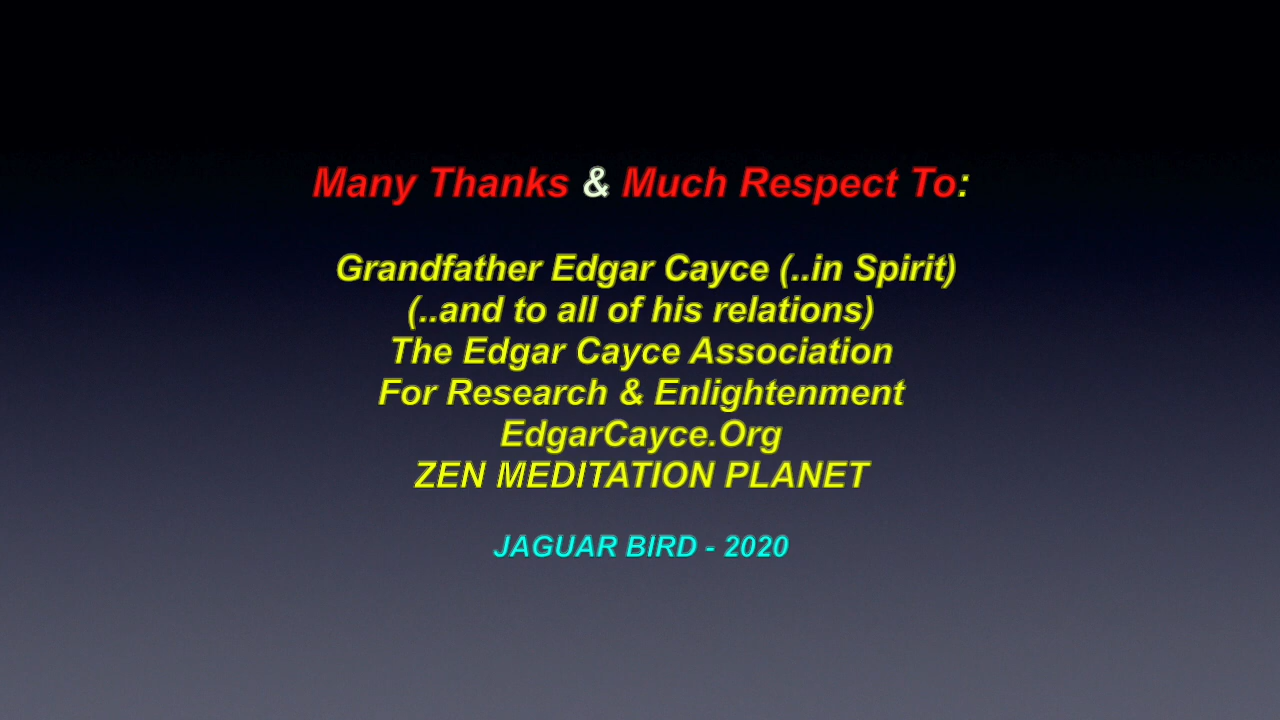 Many Thanks & Much Respect To:
Grandfather Edgar Cayce (..in Spirit)
(..and to all of his relations)
The Edgar Cayce Association
For Research & Enlightenment
EdgarCayce.Org
ZEN MEDITATION PLANET
JAGUAR BIRD - 2020